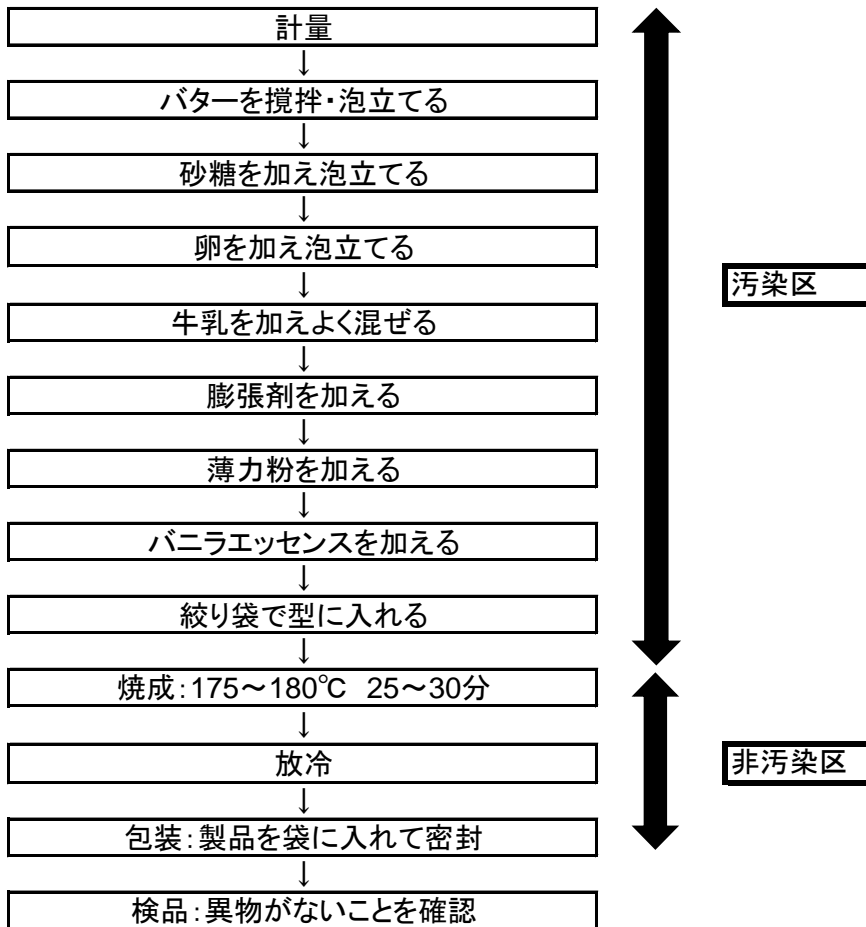 計量
↓
バターを撹拌・泡立てる
↓
砂糖を加え泡立てる
↓
卵を加え泡立てる
↓
牛乳を加えよく混ぜる
↓
膨張剤を加える
↓
薄力粉を加える
↓
バニラエッセンスを加える
↓
絞り袋で型に入れる
↓
焼成：175～180℃ 25～30分
↓
放冷
↓
包装：製品を袋に入れて密封
↓
検品：異物がないことを確認
汚染区
非汚染区